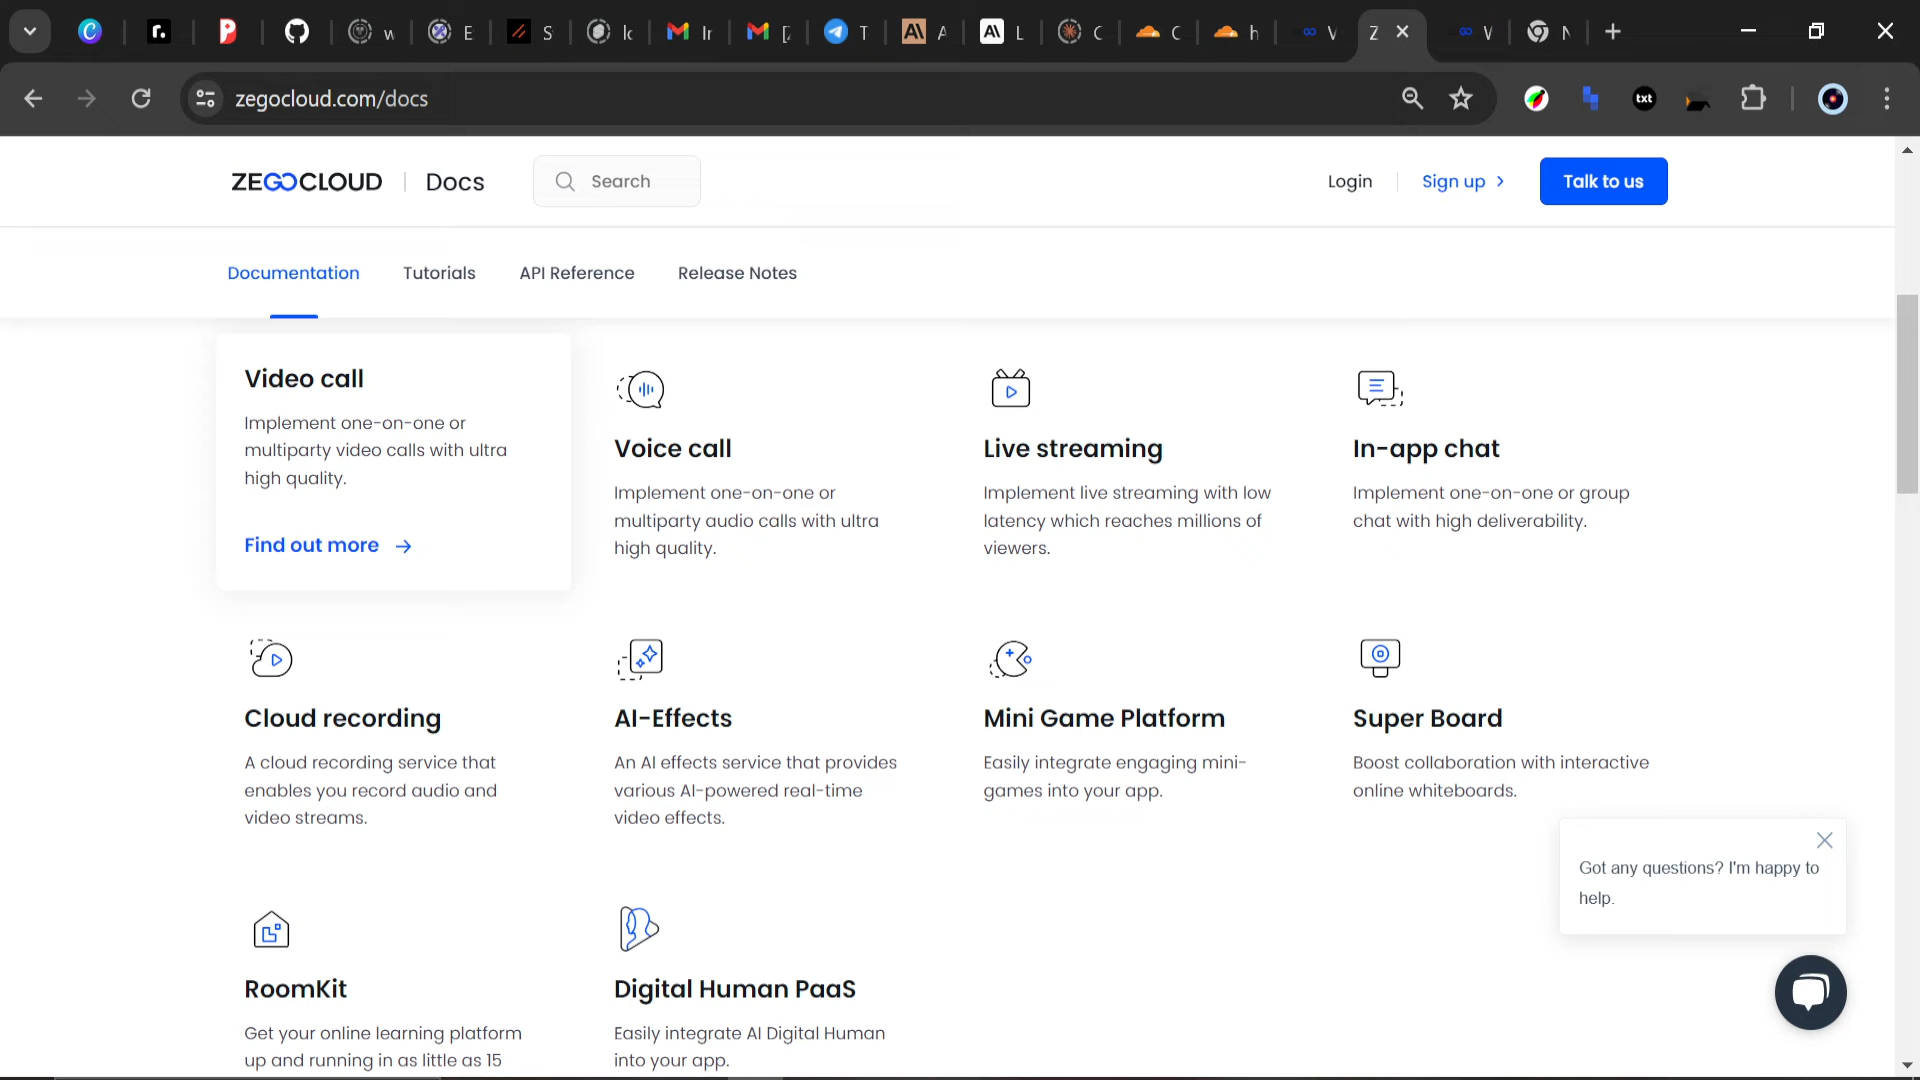 w
E
S
Ic
Ir
[
T
A
L
C
C
h
V
Z
V
N
zegocloud.com/docs
txt
ZEGOCLOUD
Docs
Search
Login
Sign up
Talk to us
Documentation
Tutorials
API Reference
Release Notes
Video call
Implement one-on-one or
multiparty video calls with ultra
high quality.
Find out more
Voice call
Implement one-on-one or
multiparty audio calls with ultra
high quality.
Live streaming
Implement live streaming with low
latency which reaches millions of
viewers.
In-app chat
Implement one-on-one or group
chat with high deliverability.
Cloud recording
A cloud recording service that
enables you record audio and
video streams.
AI-Effects
An AI effects service that provides
various AI-powered real-time
video effects.
Mini Game Platform
Easily integrate engaging mini-
games into your app.
Super Board
Boost collaboration with interactive
online whiteboards.
RoomKit
Get your online learning platform
up and running in as little as 15
Digital Human PaaS
Easily integrate AI Digital Human
into your app.
Got any questions? I'm happy to
help.